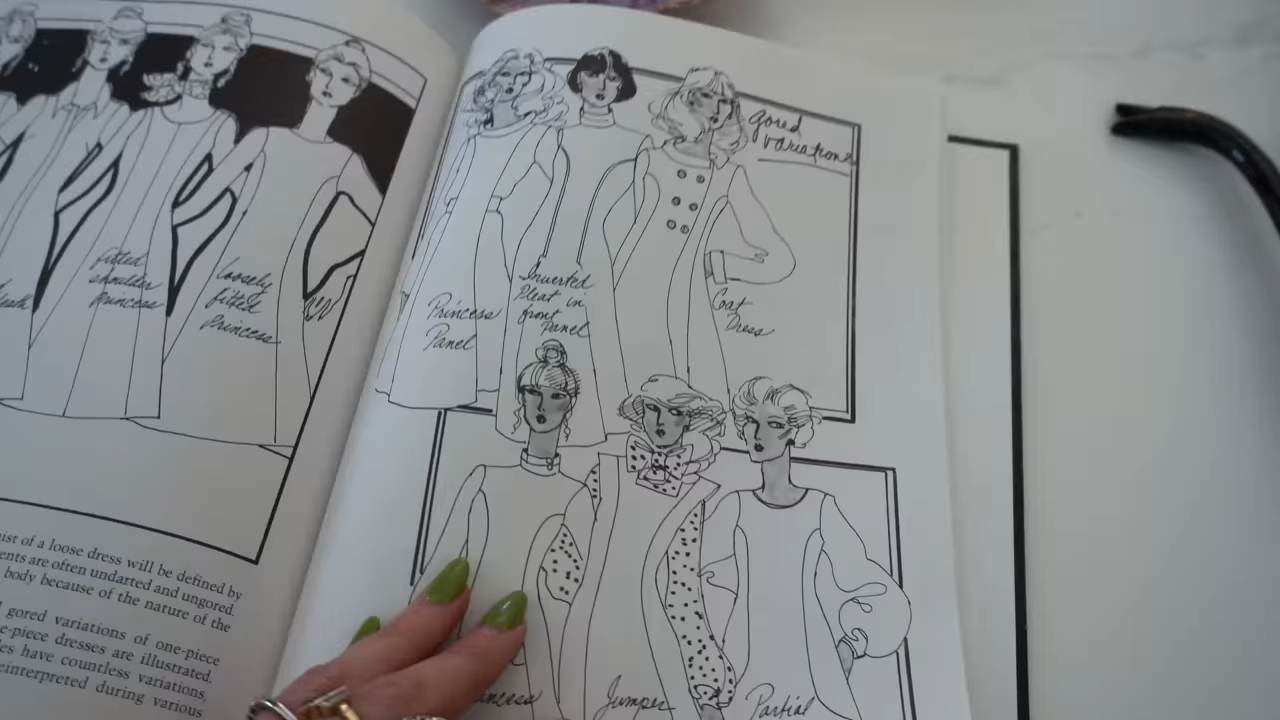 fitted
shoulder
Princess
Loosely
fitted
Princess
ist of a loose dress will be defined by
ents are often undarted and ungored.
body because of the nature of the
gored variations of one-piece
e-piece dresses are illustrated.
es have countless variations,
einterpreted during various
gored
variations
Princess
Panel
Inverted
Pleat in
front
Panel
Coat
Dress
ncess
Jumper
Partial